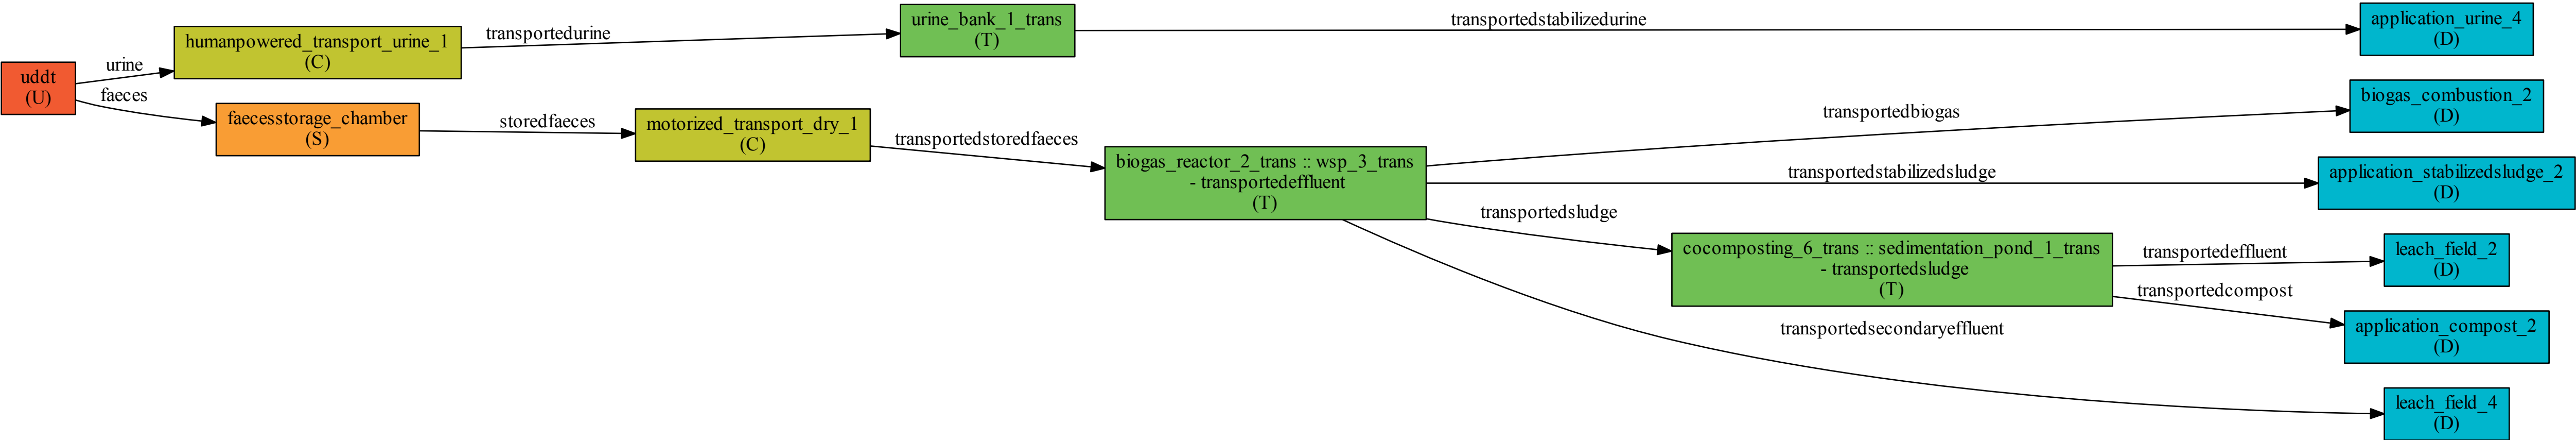 uddt
(U)
urine
faeces
humanpowered_transport_urine_1
(C)
faecesstorage_chamber
(S)
transportedurine
storedfaeces
motorized_transport_dry_1
(C)
urine_bank_1_trans
(T)
transportedstoredfaeces
biogas_reactor_2_trans :: wsp_3_trans
- transportedeffluent
(T)
transportedstabilizedurine
transportedbiogas
transportedstabilizedsludge
transportedsludge
transportedsecondaryeffluent
cocomposting_6_trans :: sedimentation_pond_1_trans
- transportedsludge
(T)
transportedeffluent
transportedcompost
application_urine_4
(D)
biogas_combustion_2
(D)
application_stabilizedsludge_2
(D)
leach_field_2
(D)
application_compost_2
(D)
leach_field_4
(D)